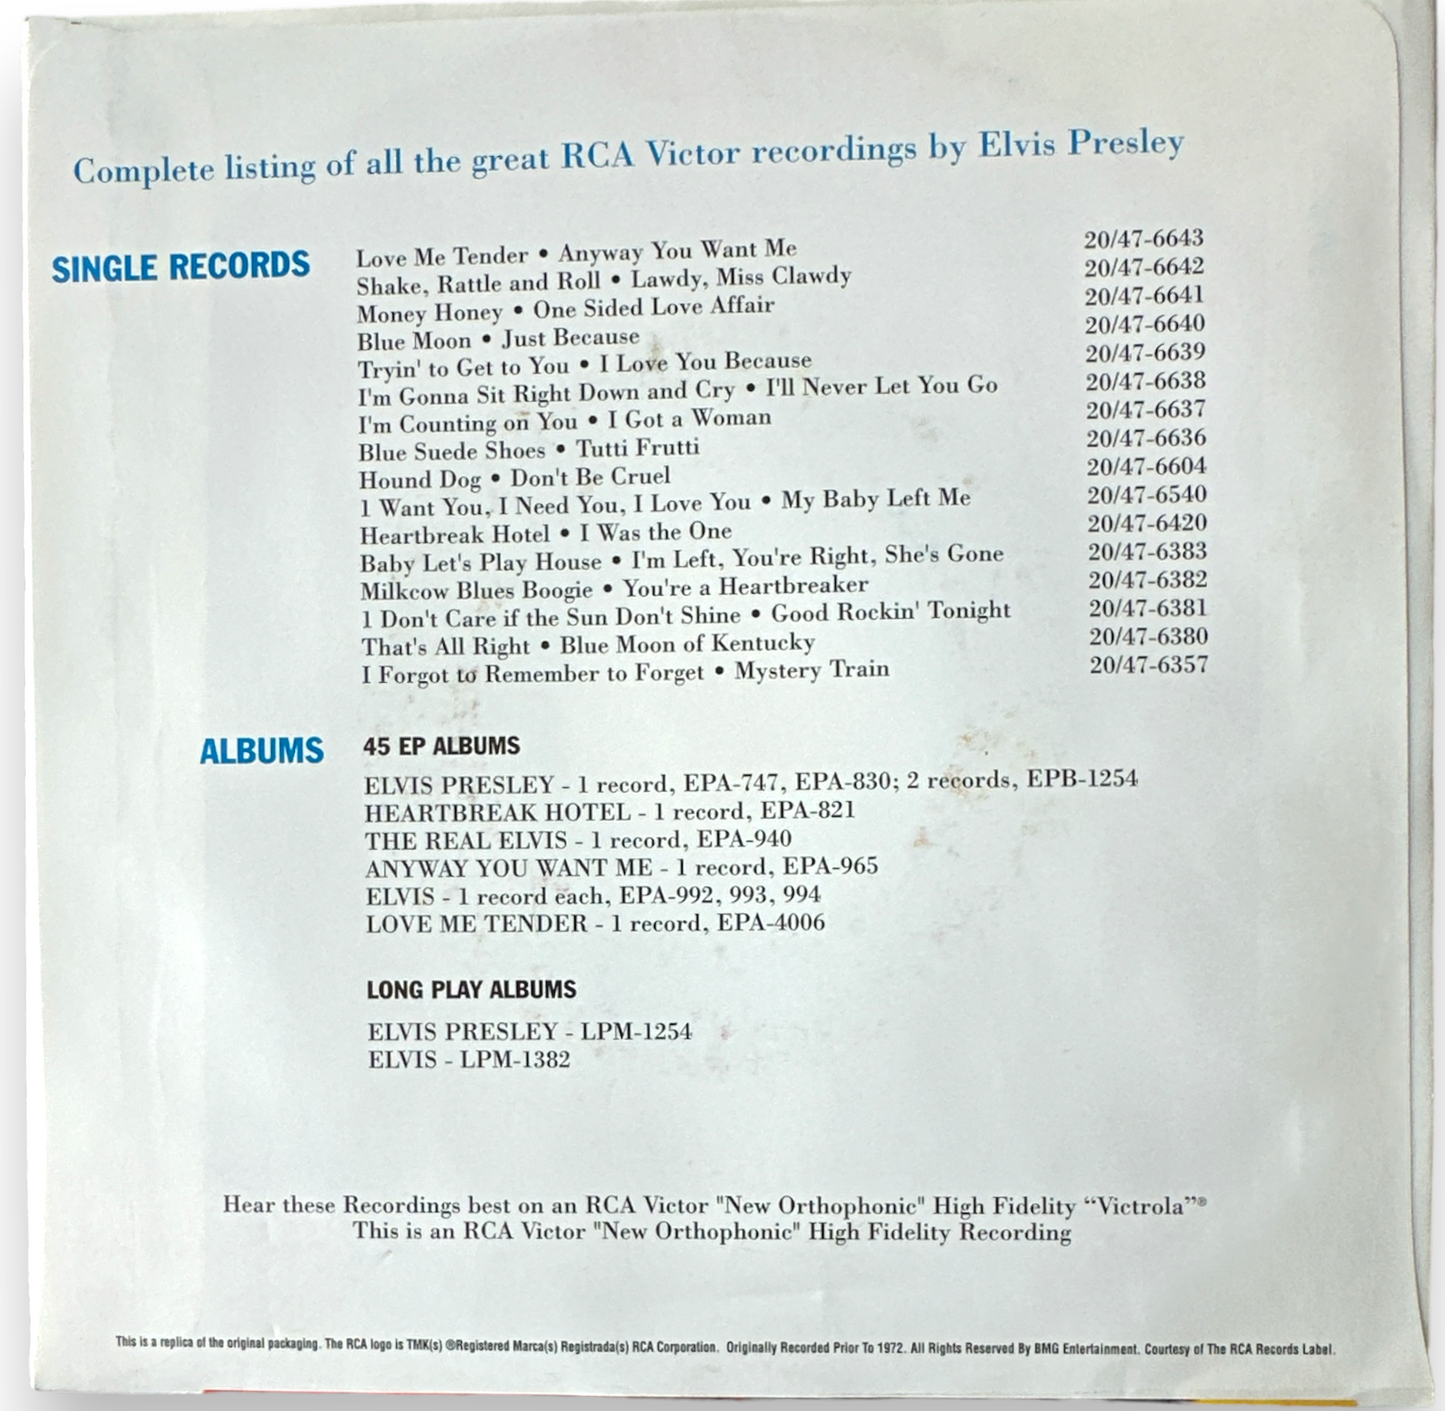 Complete listing of all the great RCA Victor recordings by Elvis Presley
SINGLE RECORDS
Love Me Tender • Anyway You Want Me 20/47-6643
Shake, Rattle and Roll • Lawdy, Miss Clawdy 20/47-6642
Money Honey • One Sided Love Affair 20/47-6641
Blue Moon • Just Because 20/47-6640
Tryin' to Get to You • I Love You Because 20/47-6639
I'm Gonna Sit Right Down and Cry • I'll Never Let You Go 20/47-6638
I'm Counting on You • I Got a Woman 20/47-6637
Blue Suede Shoes • Tutti Frutti 20/47-6636
Hound Dog • Don't Be Cruel 20/47-6604
1 Want You, I Need You, I Love You • My Baby Left Me 20/47-6540
Heartbreak Hotel • I Was the One 20/47-6420
Baby Let's Play House • I'm Left, You're Right, She's Gone 20/47-6383
Milkcow Blues Boogie • You're a Heartbreaker 20/47-6382
1 Don't Care if the Sun Don't Shine • Good Rockin' Tonight 20/47-6381
That's All Right • Blue Moon of Kentucky 20/47-6380
I Forgot to Remember to Forget • Mystery Train 20/47-6357
ALBUMS
45 EP ALBUMS
ELVIS PRESLEY - 1 record, EPA-747, EPA-830; 2 records, EPB-1254
HEARTBREAK HOTEL - 1 record, EPA-821
THE REAL ELVIS - 1 record, EPA-940
ANYWAY YOU WANT ME - 1 record, EPA-965
ELVIS - 1 record each, EPA-992, 993, 994
LOVE ME TENDER - 1 record, EPA-4006
LONG PLAY ALBUMS
ELVIS PRESLEY - LPM-1254
ELVIS - LPM-1382
Hear these Recordings best on an RCA Victor "New Orthophonic" High Fidelity “Victrola”®
This is an RCA Victor "New Orthophonic" High Fidelity Recording
This is a replica of the original packaging. The RCA logo is TMK(s) ®Registered Marca(s) Registrada(s) RCA Corporation. Originally Recorded Prior To 1972. All Rights Reserved By BMG Entertainment. Courtesy of The RCA Records Label.